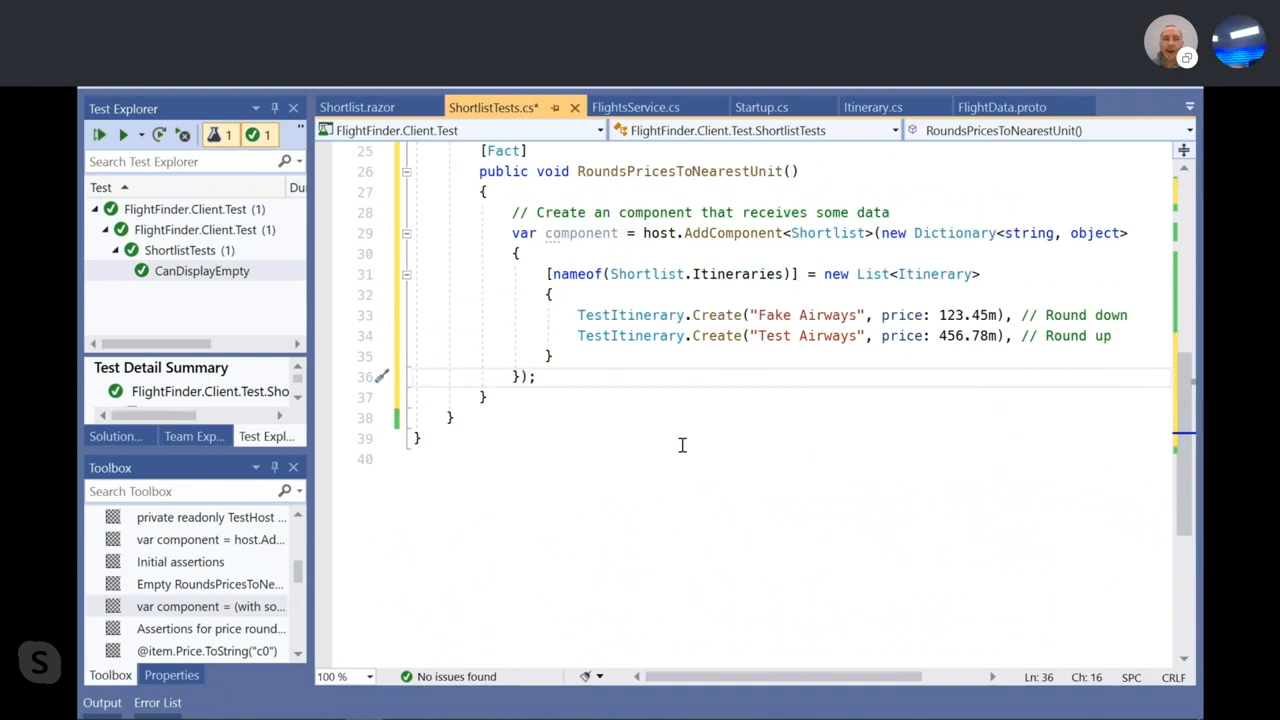 Test Explorer
1
1
Search Test Explorer
Test
Du
FlightFinder.Client.Test (1)
FlightFinder.Client.Test (1)
ShortlistTests (1)
CanDisplayEmpty
Test Detail Summary
FlightFinder.Client.Test.Sho
Solution...
Team Exp...
Test Expl...
Toolbox
Search Toolbox
private readonly TestHost ...
var component = host.Ad...
Initial assertions
Empty RoundsPricesToNe...
var component = (with so...
Assertions for price round...
@item.Price.ToString("c0")
Toolbox
Properties
Output
Error List
Shortlist.razor
ShortlistTests.cs*
FlightsService.cs
Startup.cs
Itinerary.cs
FlightData.proto
FlightFinder.Client.Test
FlightFinder.Client.Test.ShortlistTests
RoundsPricesToNearestUnit()
25 [Fact]
26 public void RoundsPricesToNearestUnit()
27 {
28 // Create an component that receives some data
29 var component = host.AddComponent<Shortlist>(new Dictionary<string, object>
30 {
31 [nameof(Shortlist.Itineraries)] = new List<Itinerary>
32 {
33 TestItinerary.Create("Fake Airways", price: 123.45m), // Round down
34 TestItinerary.Create("Test Airways", price: 456.78m), // Round up
35 }
36 });
37 }
38 }
39 }
40
100 %
No issues found
Ln: 36
Ch: 16
SPC
CRLF
S